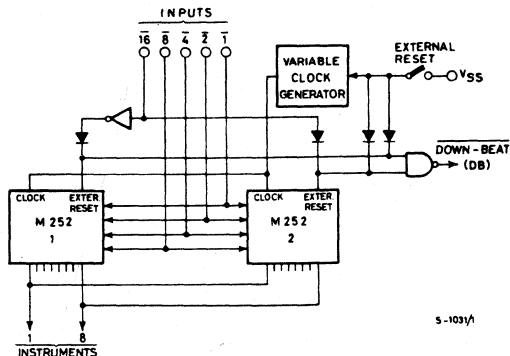 INPUTS
16 8 4 2 1
VARIABLE
CLOCK
GENERATOR
EXTERNAL
RESET
VSS
DOWN-BEAT
(DB)
CLOCK
EXTER.
RESET
M 252
1
CLOCK
EXTER.
RESET
M 252
2
1 8
INSTRUMENTS
S-1031/1